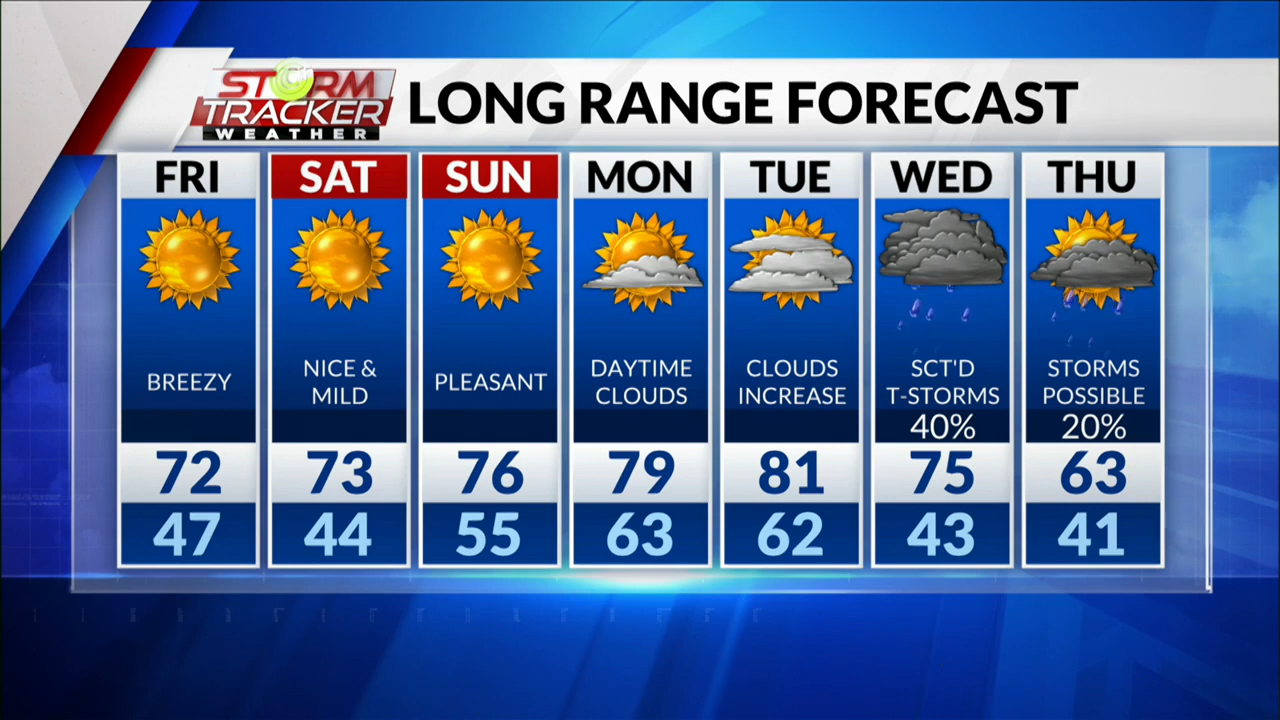 STORM
TRACKER
WEATHER
LONG RANGE FORECAST
FRI
SAT
SUN
MON
TUE
WED
THU
BREEZY
NICE &
MILD
PLEASANT
DAYTIME
CLOUDS
CLOUDS
INCREASE
SCT'D
T-STORMS
40%
STORMS
POSSIBLE
20%
72
73
76
79
81
75
63
47
44
55
63
62
43
41